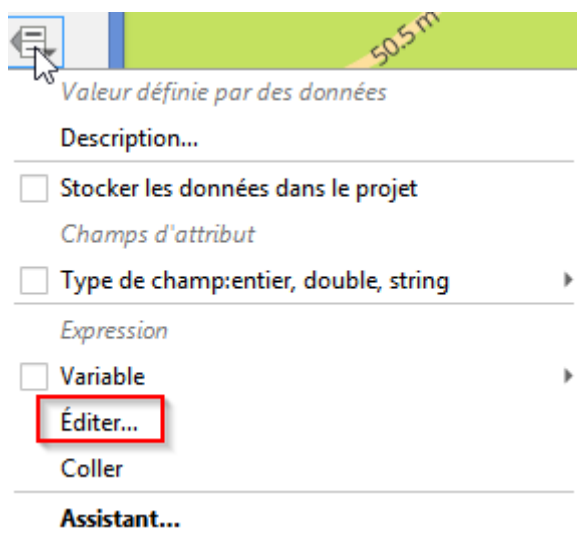 50.5 m
Valeur définie par des données
Description...
Stocker les données dans le projet
Champs d'attribut
Type de champ:entier, double, string
Expression
Variable
Éditer...
Coller
Assistant...